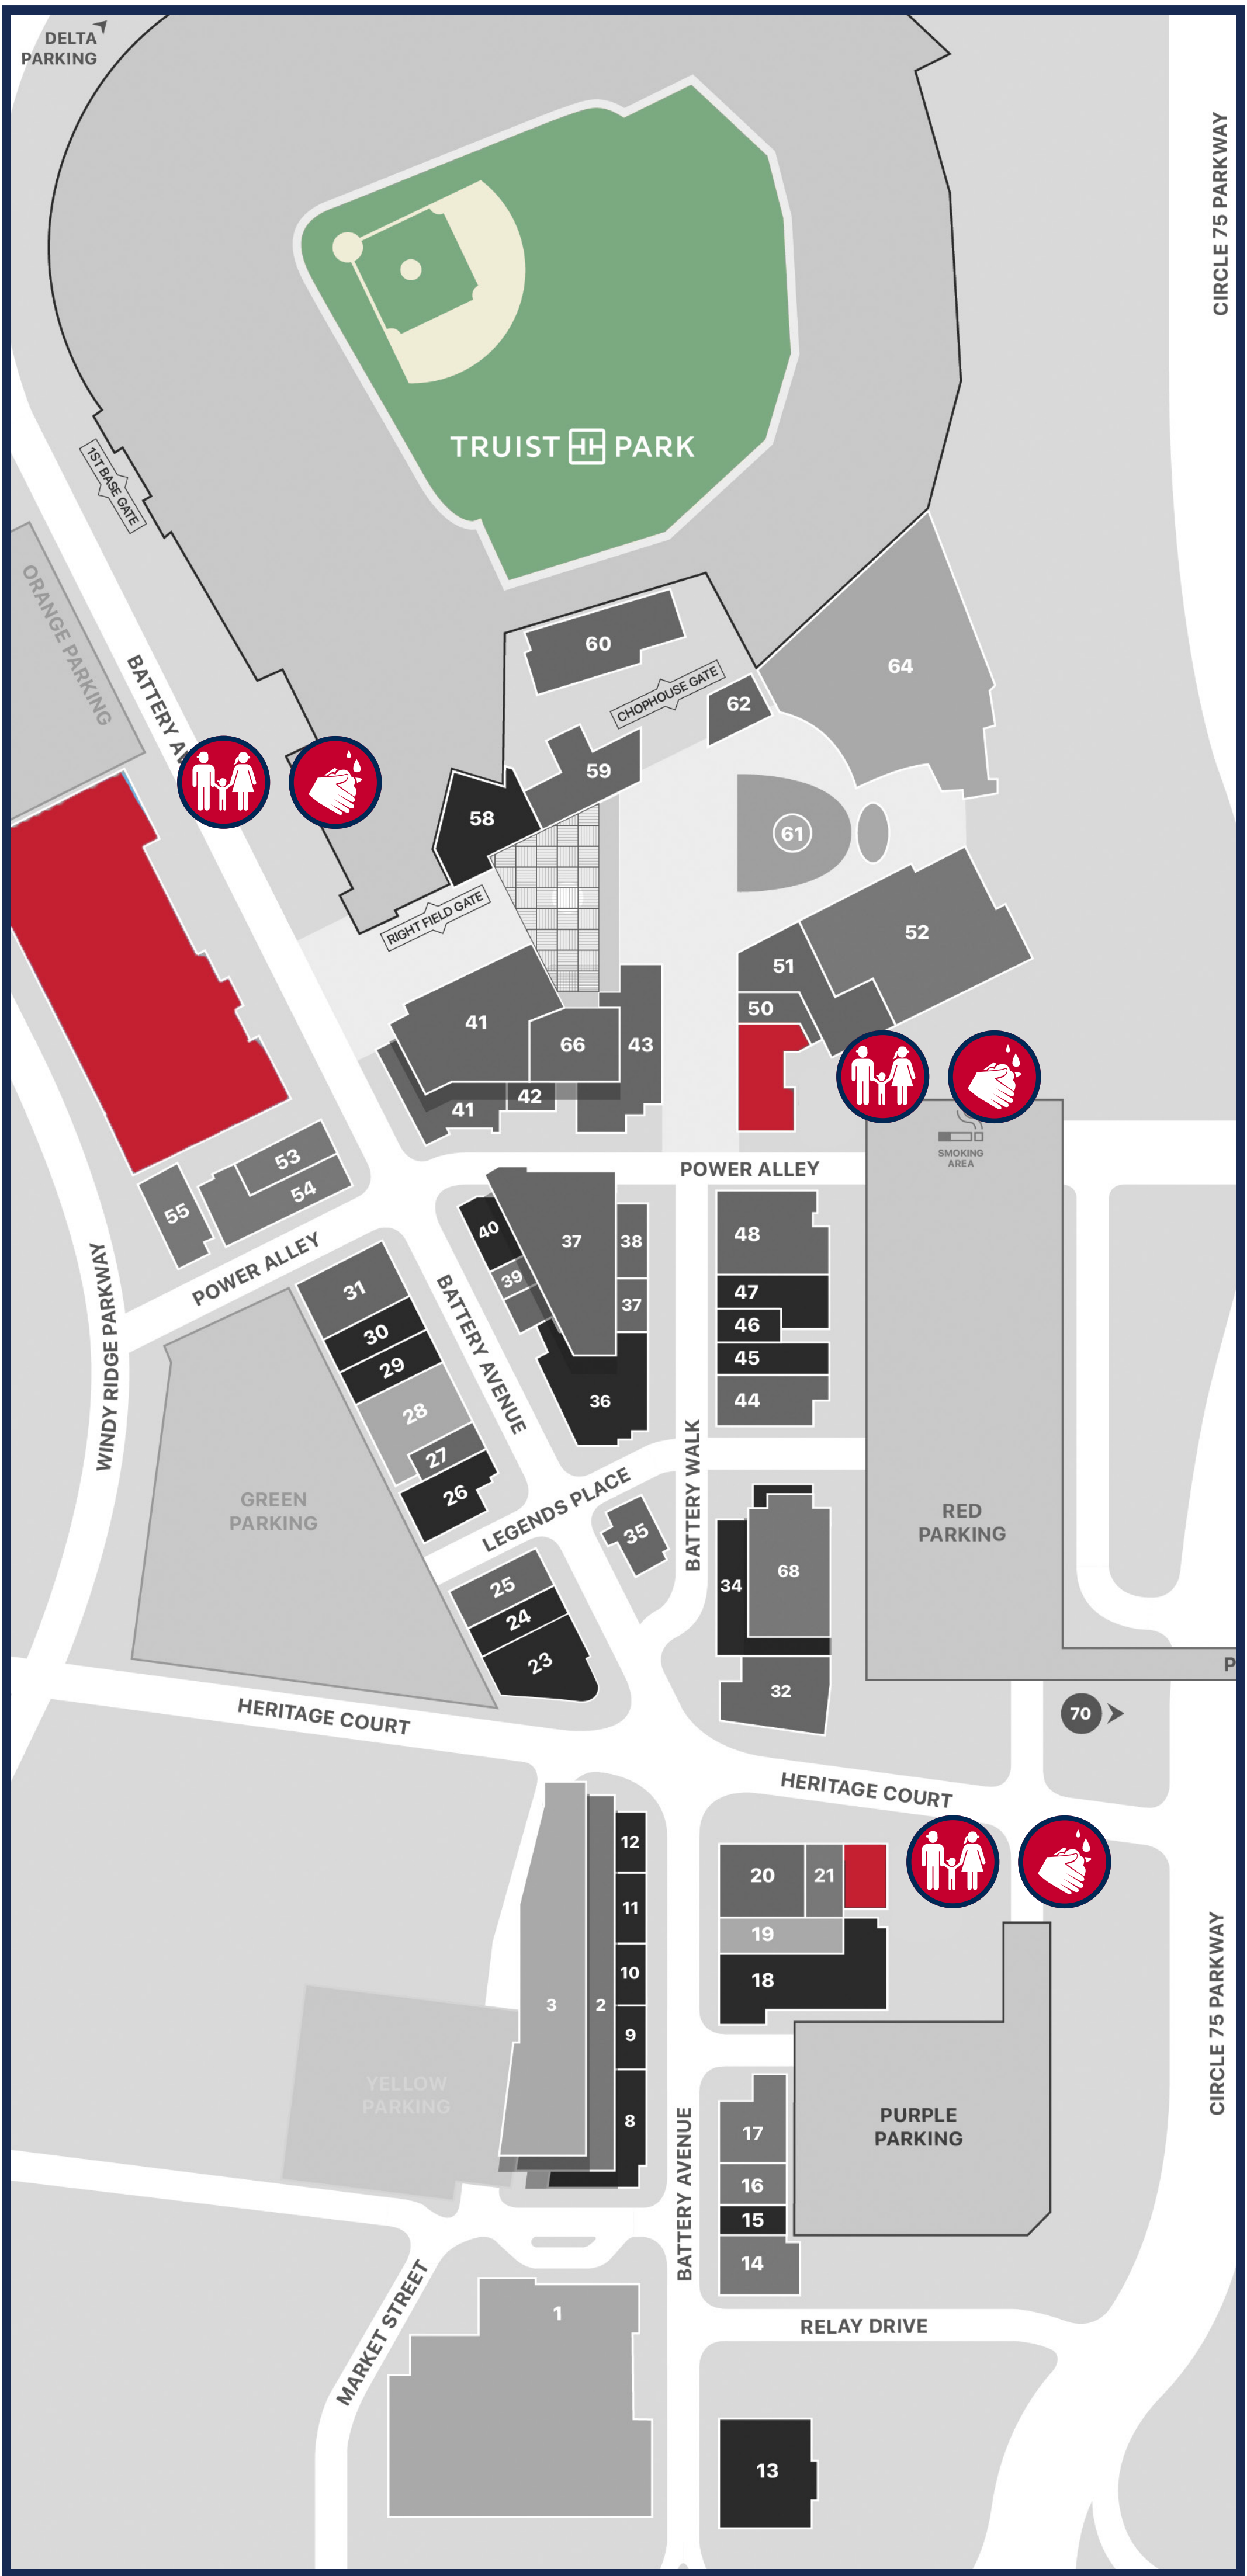 DELTA
PARKING
CIRCLE 75 PARKWAY
TRUIST PARK
1ST BASE GATE
ORANGE PARKING
BATTERY AV
60
CHOPHOUSE GATE
62
64
59
58
61
RIGHT FIELD GATE
52
51
50
41
66
43
42
41
SMOKING
AREA
POWER ALLEY
53
54
55
POWER ALLEY
WINDY RIDGE PARKWAY
40
37
38
39
37
36
48
47
46
45
44
31
30
29
28
27
26
BATTERY AVENUE
BATTERY WALK
LEGENDS PLACE
GREEN
PARKING
RED
PARKING
35
34
68
32
25
24
23
P
70
HERITAGE COURT
HERITAGE COURT
12
11
10
9
8
3
2
20
21
19
18
CIRCLE 75 PARKWAY
YELLOW
PARKING
PURPLE
PARKING
17
16
15
14
BATTERY AVENUE
MARKET STREET
1
RELAY DRIVE
13